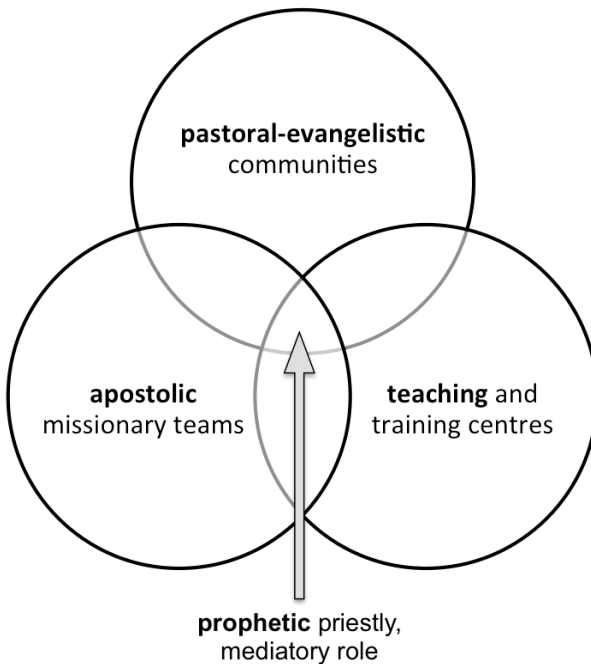 pastoral-evangelistic
communities
apostolic
missionary teams
teaching and
training centres
prophetic priestly,
mediatory role